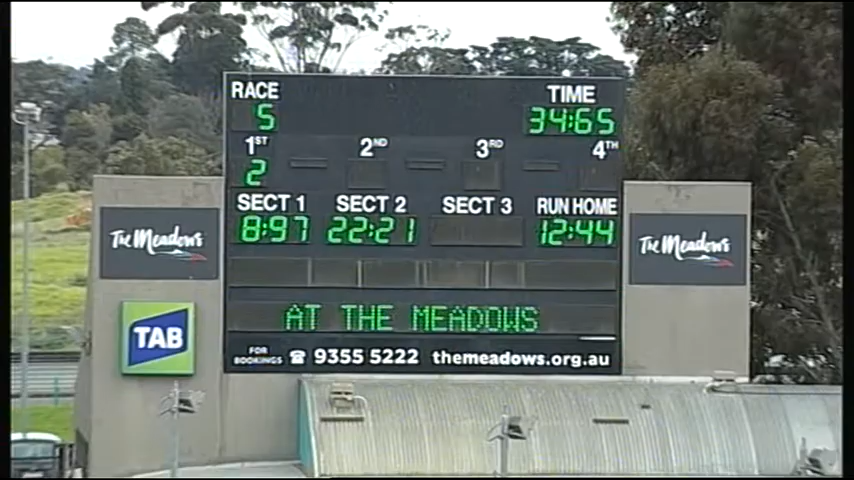 RACE TIME
5 34:65
1ST 2ND 3RD 4TH
2
SECT 1 SECT 2 SECT 3 RUN HOME
8:97 22:21 12:44
The Meadows
The Meadows
AT THE MEADOWS
TAB
FOR BOOKINGS ☎ 9355 5222 themeadows.org.au